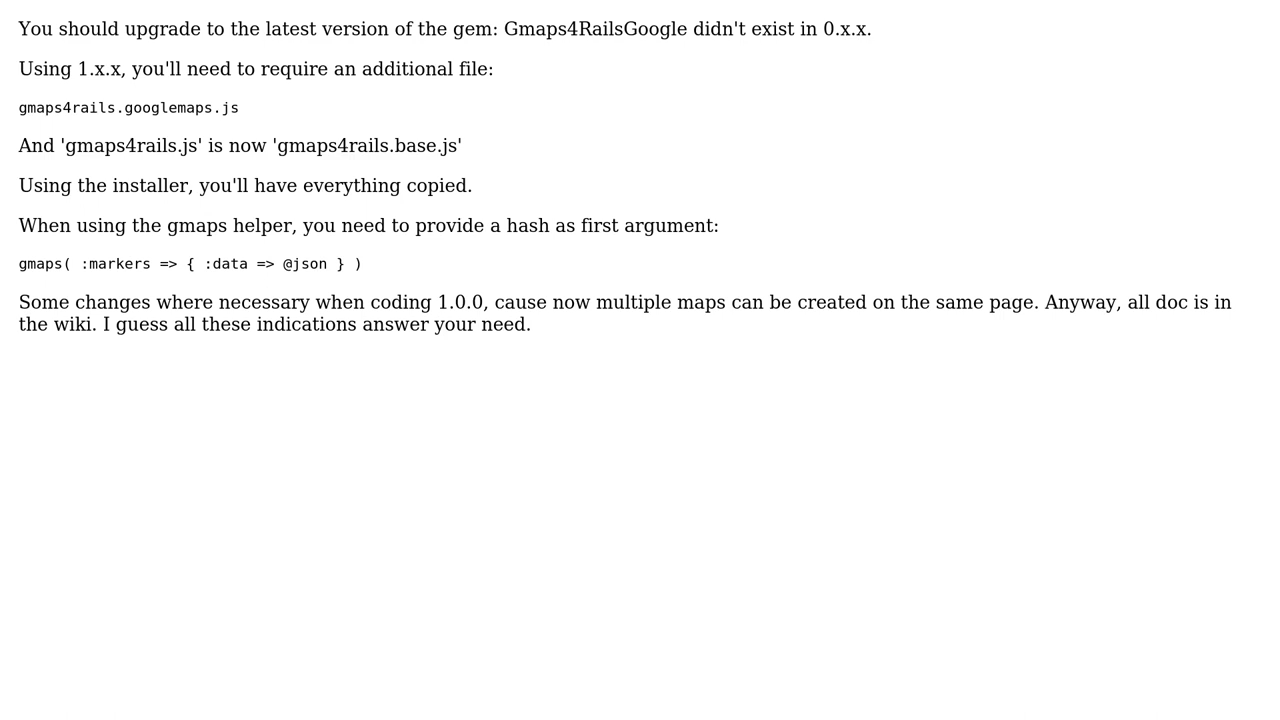 You should upgrade to the latest version of the gem: Gmaps4RailsGoogle didn't exist in 0.x.x.
Using 1.x.x, you'll need to require an additional file:
gmaps4rails.googlemaps.js
And 'gmaps4rails.js' is now 'gmaps4rails.base.js'
Using the installer, you'll have everything copied.
When using the gmaps helper, you need to provide a hash as first argument:
gmaps( :markers => { :data => @json } )
Some changes where necessary when coding 1.0.0, cause now multiple maps can be created on the same page. Anyway, all doc is in
the wiki. I guess all these indications answer your need.